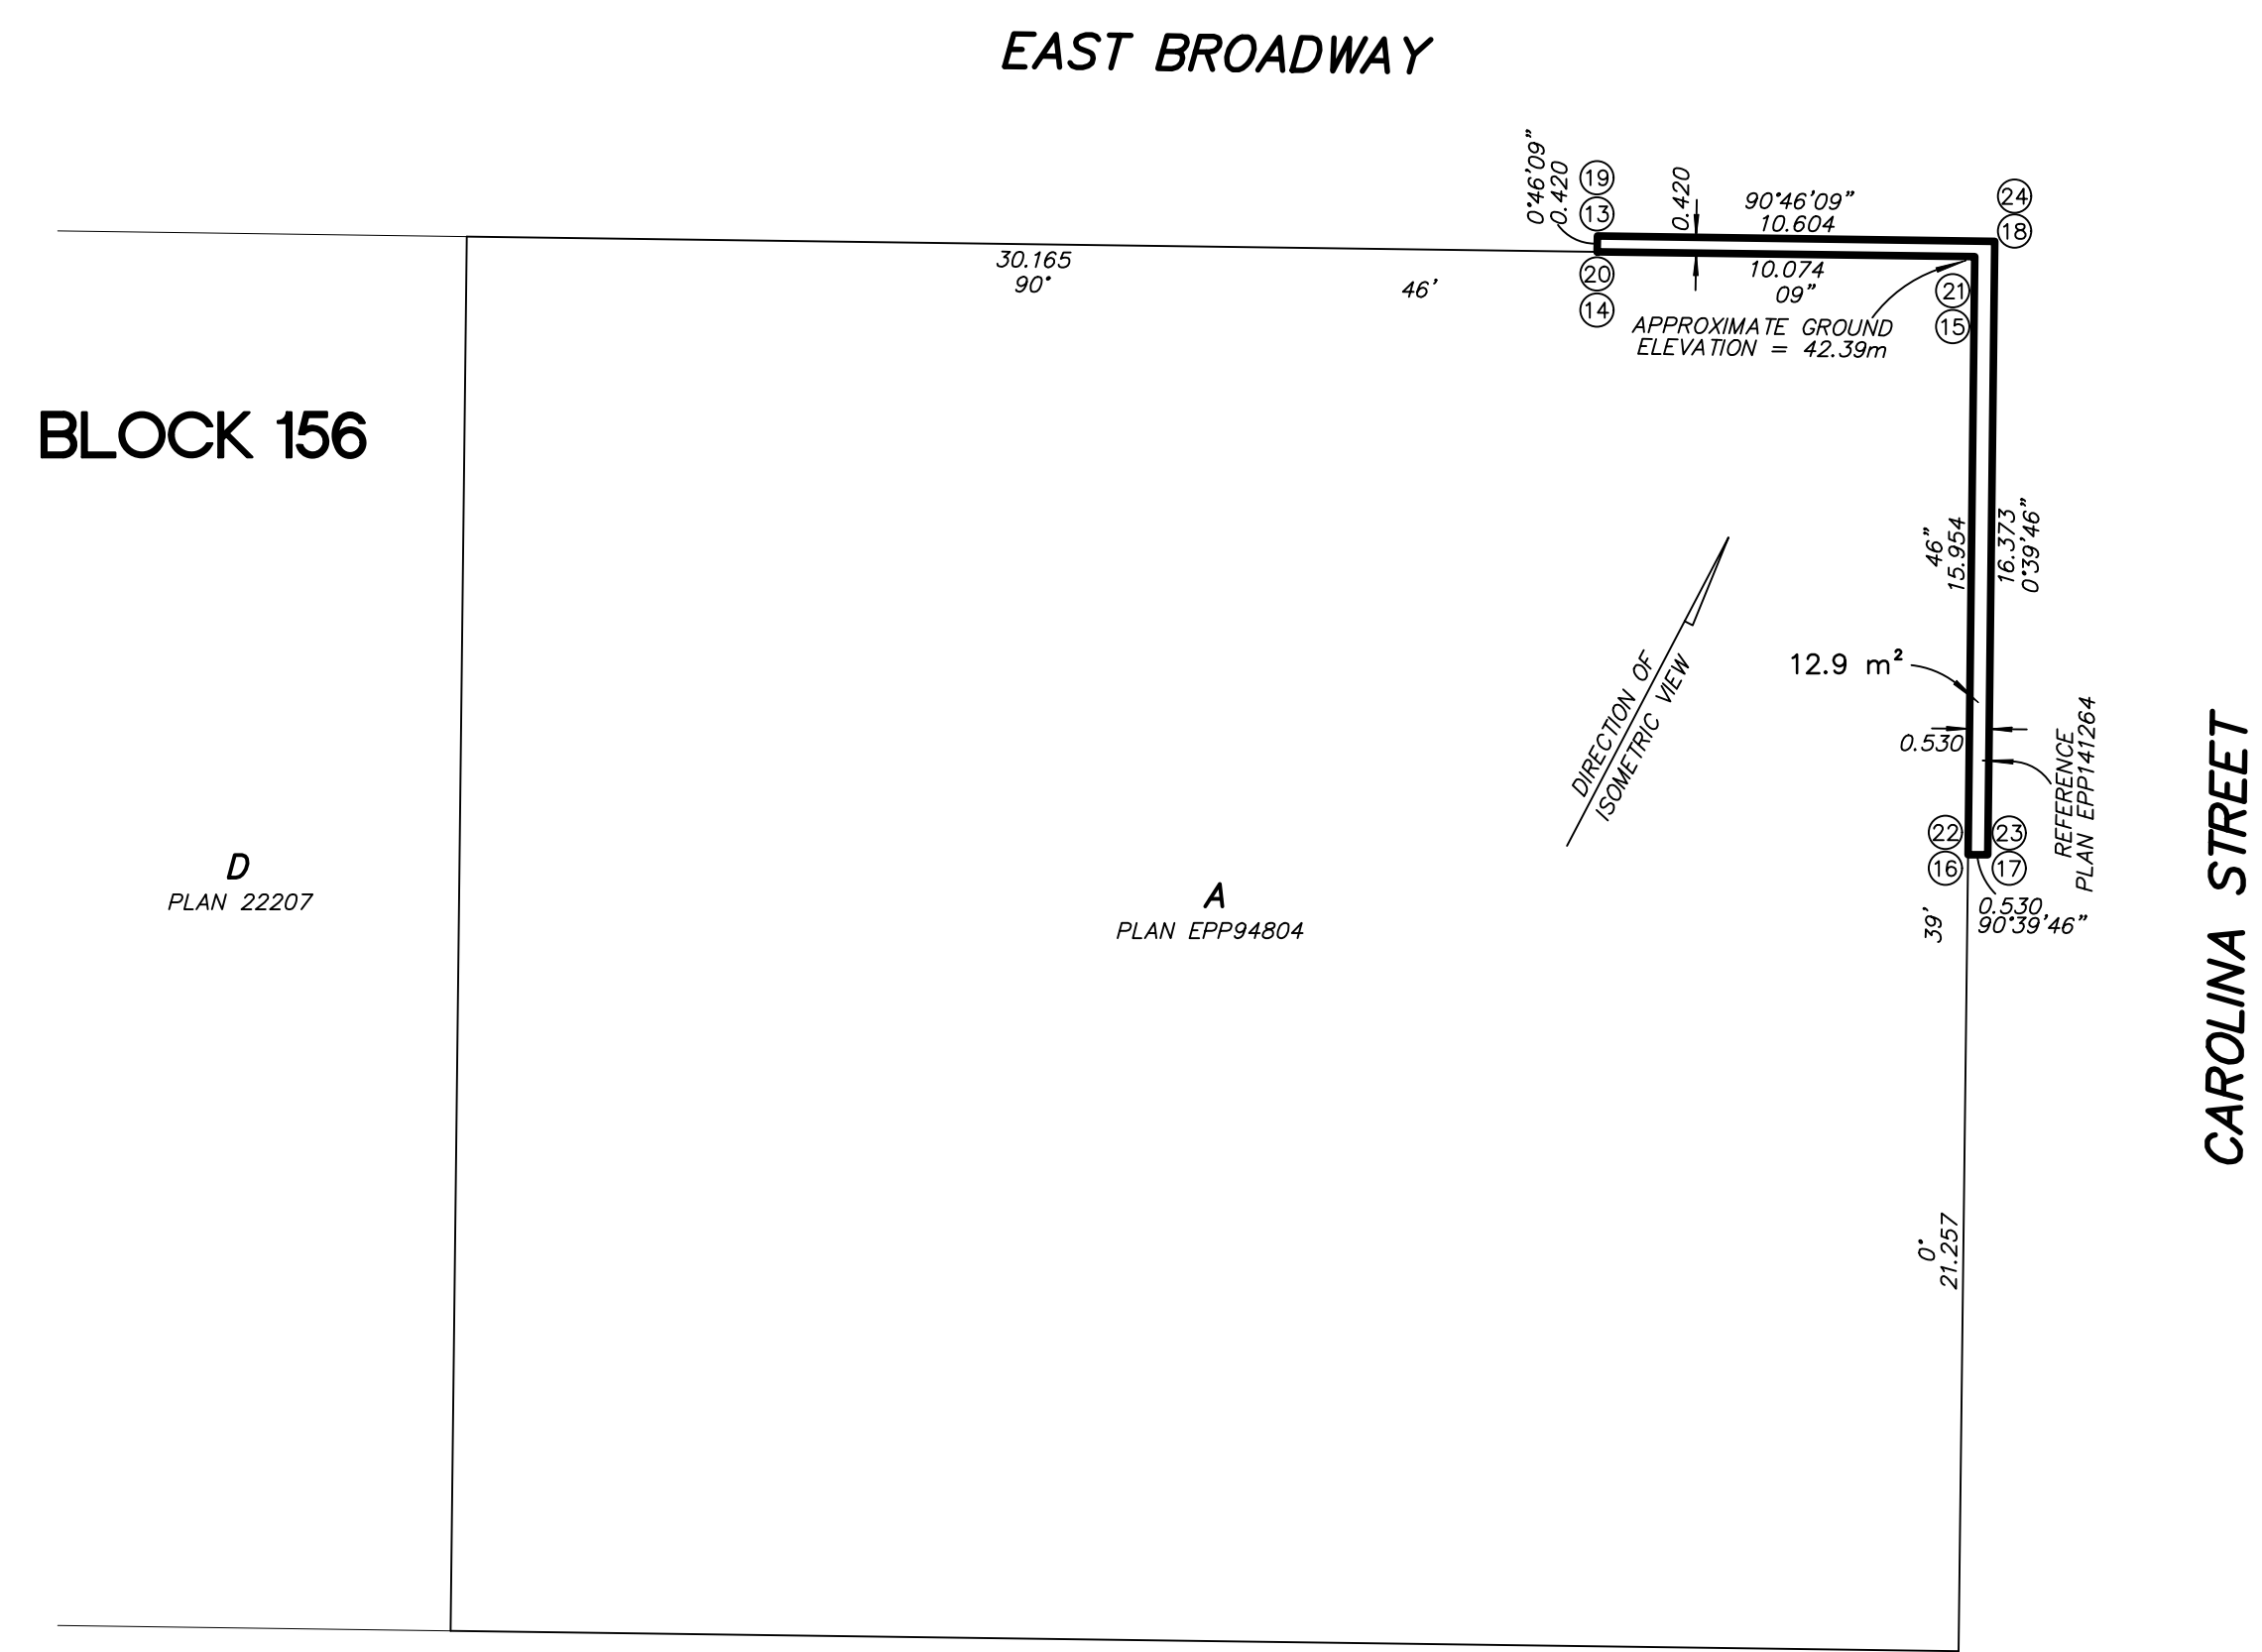 EAST BROADWAY
0°46'09"
0.420
19
13
0.420
90°46'09"
10.604
24
18
30.165
90°
46'
20
14
10.074
09"
21
15
APPROXIMATE GROUND
ELEVATION = 42.39m
BLOCK 156
46"
15.954
16.373
0°39'46"
DIRECTION OF
ISOMETRIC VIEW
12.9 m²
0.530
REFERENCE
PLAN EPP141264
22
16
23
17
0.530
90°39'46"
39'
D
PLAN 22207
A
PLAN EPP94804
CAROLINA STREET
0°
21.257